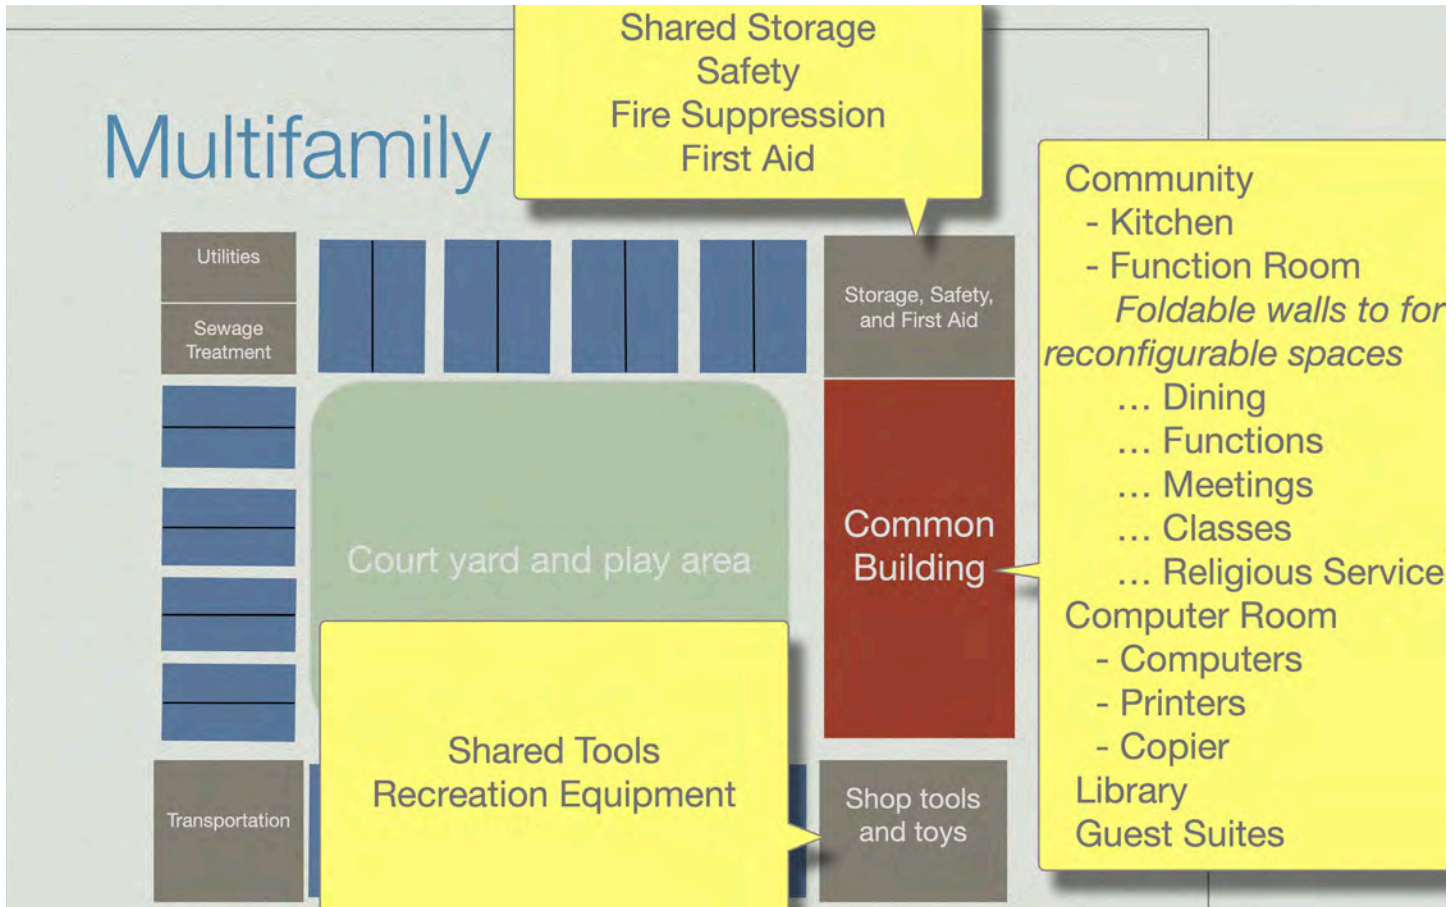 Shared Storage
Safety
Fire Suppression
First Aid
Multifamily
Utilities
Sewage
Treatment
Storage, Safety,
and First Aid
Court yard and play area
Common
Building
Community
- Kitchen
- Function Room
Foldable walls to for
reconfigurable spaces
... Dining
... Functions
... Meetings
... Classes
... Religious Service
Computer Room
- Computers
- Printers
- Copier
Library
Guest Suites
Shared Tools
Recreation Equipment
Transportation
Shop tools
and toys